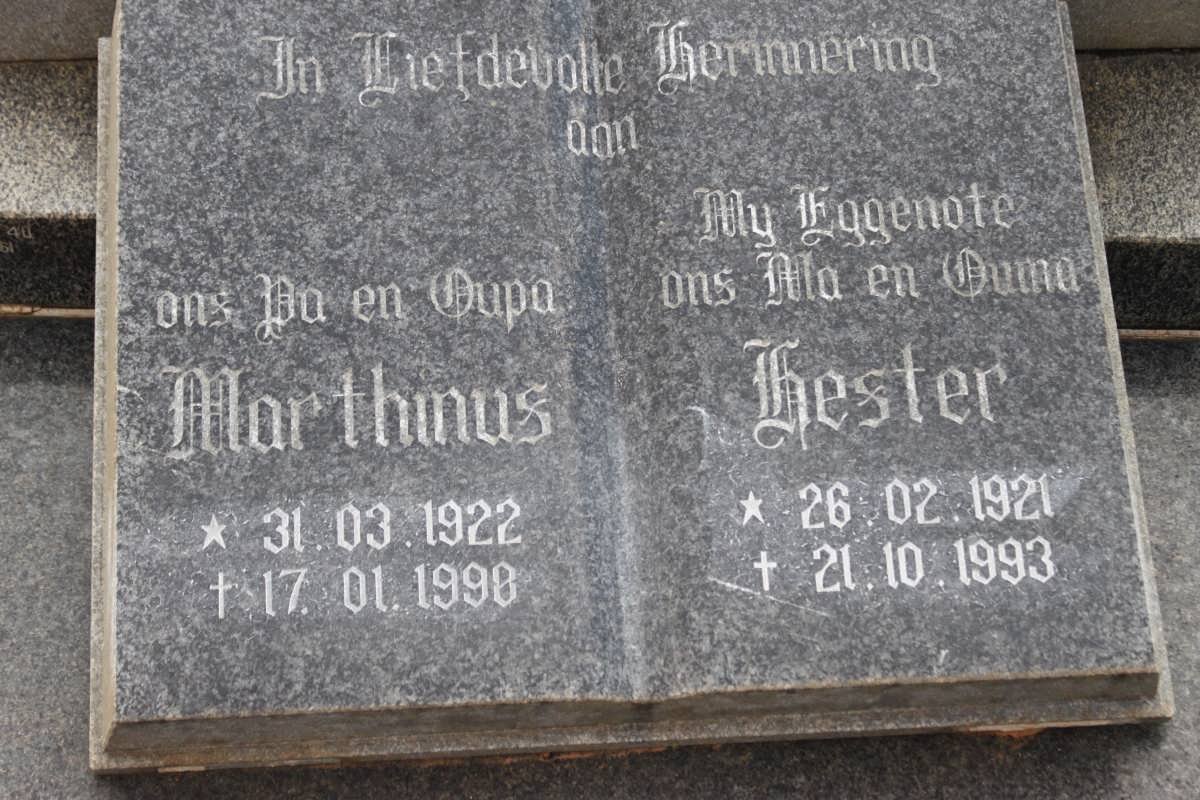 In Liefdevolle Herinnering
aan
ons Pa en Oupa
Marthinus
★ 31.03.1922
† 17.01.1998
My Eggenote
ons Ma en Ouma
Hester
★ 26.02.1921
† 21.10.1993